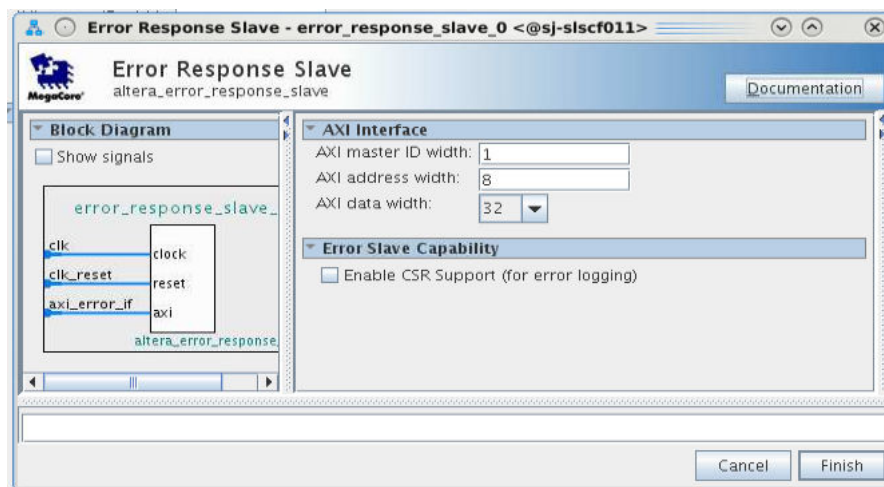 Error Response Slave - error_response_slave_0 <@sj-slscf011>
MegaCore'
Error Response Slave
altera_error_response_slave
Documentation
Block Diagram
Show signals
error_response_slave_
clk
clock
clk_reset
reset
axi_error_if
axi
altera_error_response_
AXI Interface
AXI master ID width: 1
AXI address width: 8
AXI data width: 32
Error Slave Capability
Enable CSR Support (for error logging)
Cancel
Finish